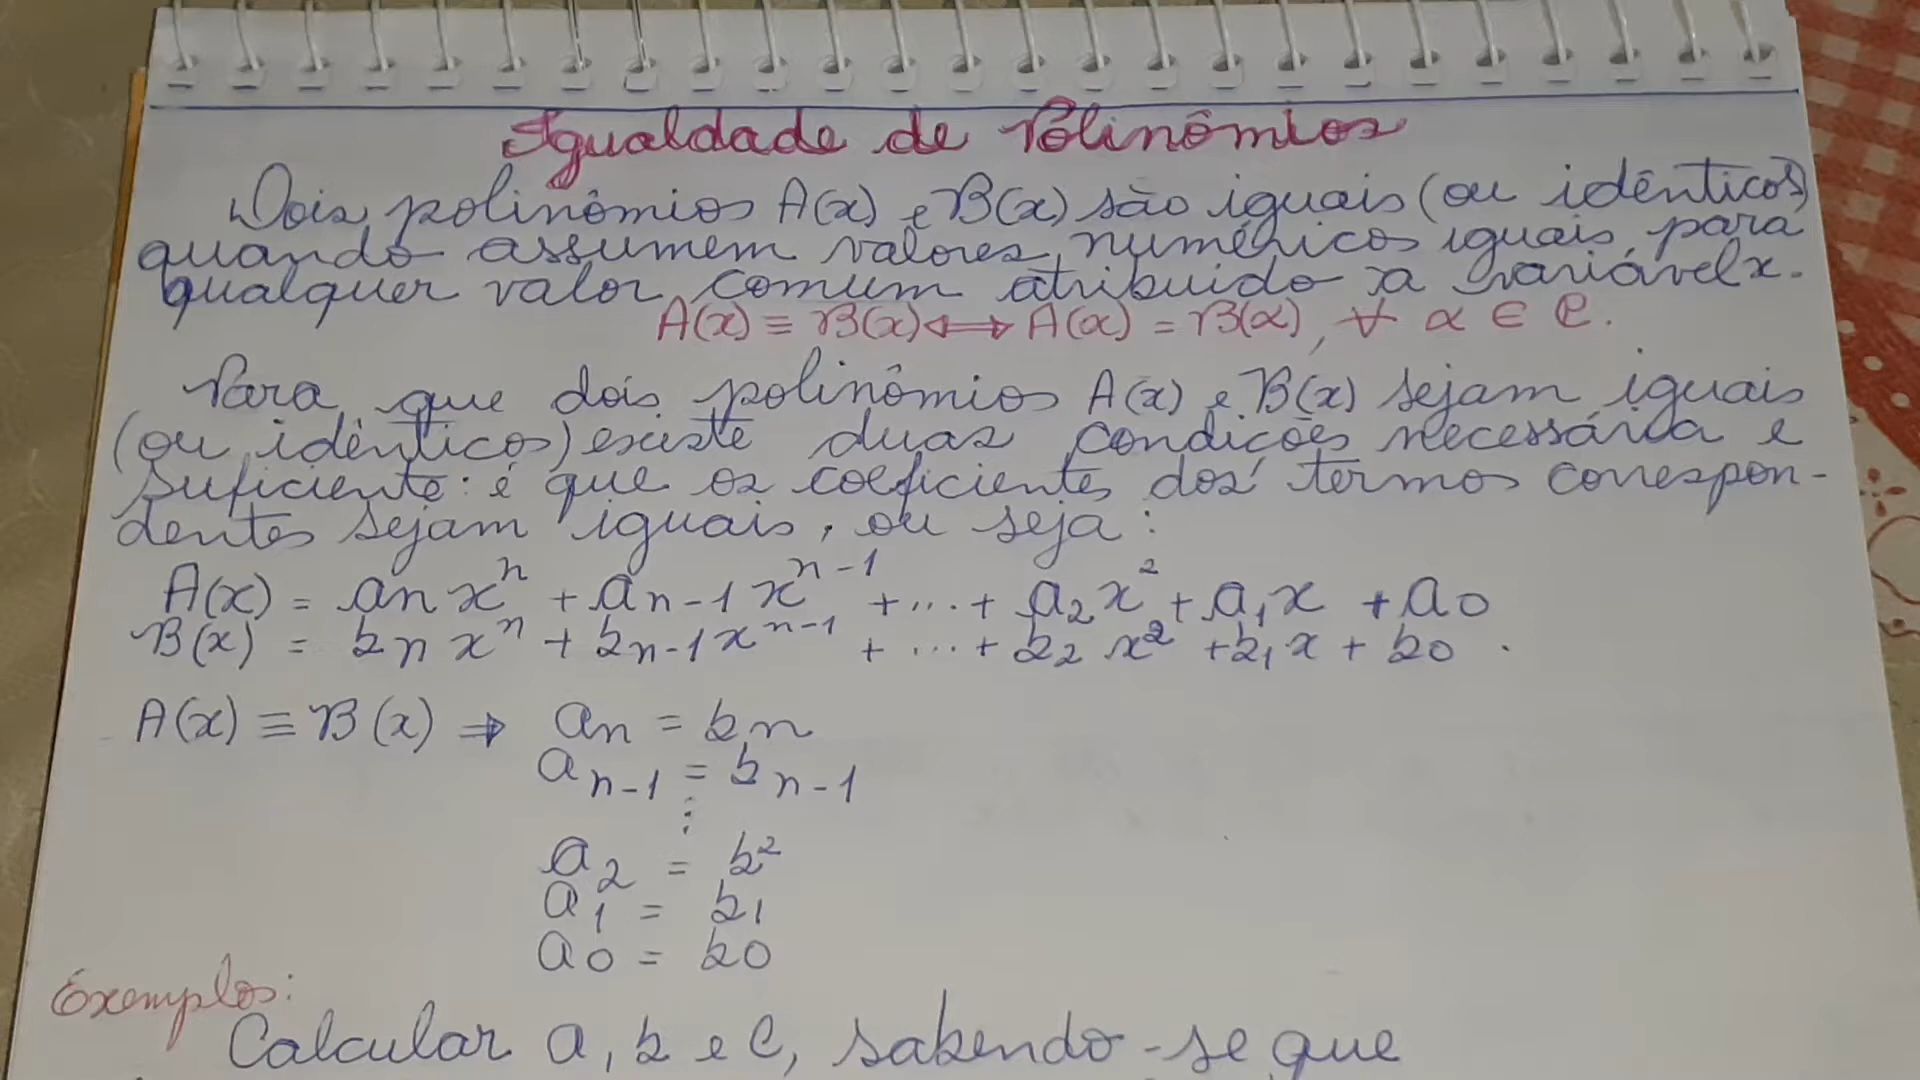 Igualdade de Polinômios
Dois polinômios A(x) e B(x) são iguais (ou idênticos)
quando assumem valores numéricos iguais para
qualquer valor comum atribuido a variável x.
A(x) ≡ B(x) ⟺ A(α) = B(α), ∀ α ∈ C.
Para que dois polinômios A(x) e B(x) sejam iguais
(ou idênticos) existe duas condições necessária e
suficiente: é que os coeficientes dos termos correspon-
dentes sejam iguais, ou seja:
A(x) = aₙxⁿ + aₙ₋₁xⁿ⁻¹ + ... + a₂x² + a₁x + a₀
B(x) = bₙxⁿ + bₙ₋₁xⁿ⁻¹ + ... + b₂x² + b₁x + b₀.
A(x) ≡ B(x) ⇒ aₙ = bₙ
aₙ₋₁ = bₙ₋₁
⋮
a₂ = b²
a₁ = b₁
a₀ = b₀
Exemplos:
Calcular a, b e c, sabendo-se que